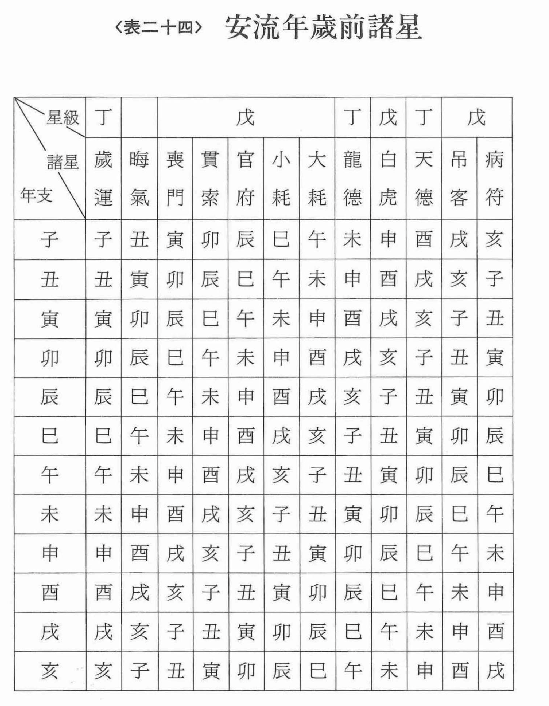 〈表二十四〉 安流年歲前諸星
星級 丁 戊 丁 戊 丁 戊
諸星 年支 歲運 晦氣 喪門 貫索 官府 小耗 大耗 龍德 白虎 天德 吊客 病符
子 子 丑 寅 卯 辰 巳 午 未 申 酉 戌 亥
丑 丑 寅 卯 辰 巳 午 未 申 酉 戌 亥 子
寅 寅 卯 辰 巳 午 未 申 酉 戌 亥 子 丑
卯 卯 辰 巳 午 未 申 酉 戌 亥 子 丑 寅
辰 辰 巳 午 未 申 酉 戌 亥 子 丑 寅 卯
巳 巳 午 未 申 酉 戌 亥 子 丑 寅 卯 辰
午 午 未 申 酉 戌 亥 子 丑 寅 卯 辰 巳
未 未 申 酉 戌 亥 子 丑 寅 卯 辰 巳 午
申 申 酉 戌 亥 子 丑 寅 卯 辰 巳 午 未
酉 酉 戌 亥 子 丑 寅 卯 辰 巳 午 未 申
戌 戌 亥 子 丑 寅 卯 辰 巳 午 未 申 酉
亥 亥 子 丑 寅 卯 辰 巳 午 未 申 酉 戌